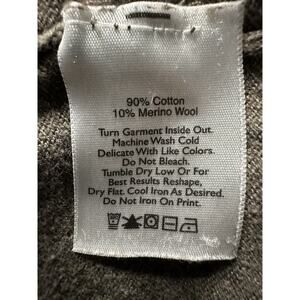 90% Cotton
10% Merino Wool
Turn Garment Inside Out.
Machine Wash Cold
Delicate With Like Colors.
Do Not Bleach.
Tumble Dry Low Or For
Best Results Reshape,
Dry Flat. Cool Iron As Desired.
Do Not Iron On Print.